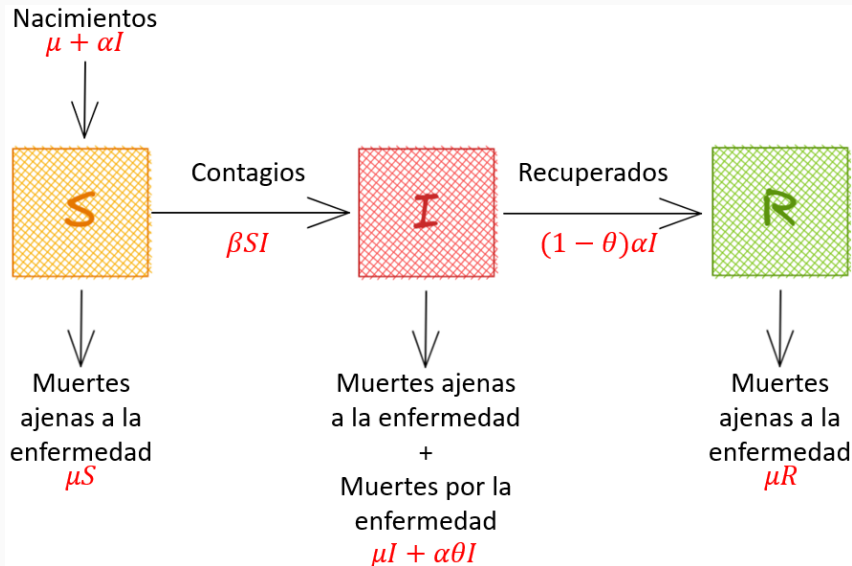 Nacimientos
μ + αI
S
Contagios
βSI
I
Recuperados
(1 − θ)αI
R
Muertes
ajenas a la
enfermedad
μS
Muertes ajenas
a la enfermedad
+
Muertes por la
enfermedad
μI + αθI
Muertes
ajenas a la
enfermedad
μR